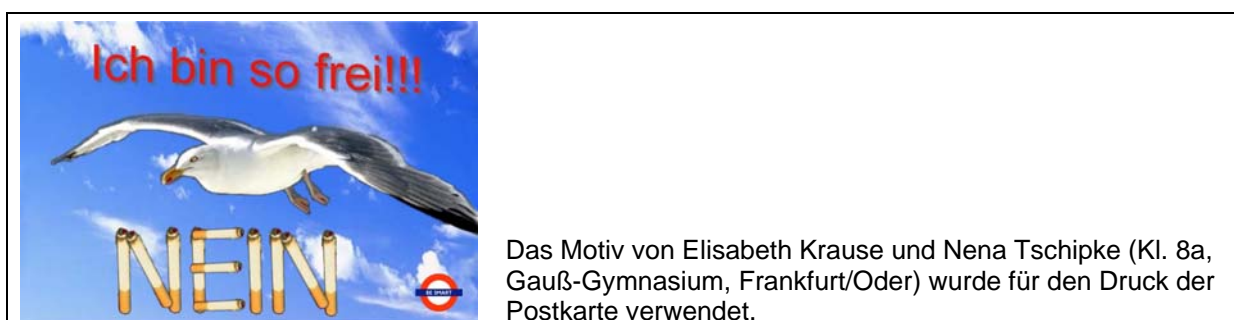 Ich bin so frei!!!
NEIN
BE SMART
Das Motiv von Elisabeth Krause und Nena Tschipke (Kl. 8a,
Gauß-Gymnasium, Frankfurt/Oder) wurde für den Druck der
Postkarte verwendet.